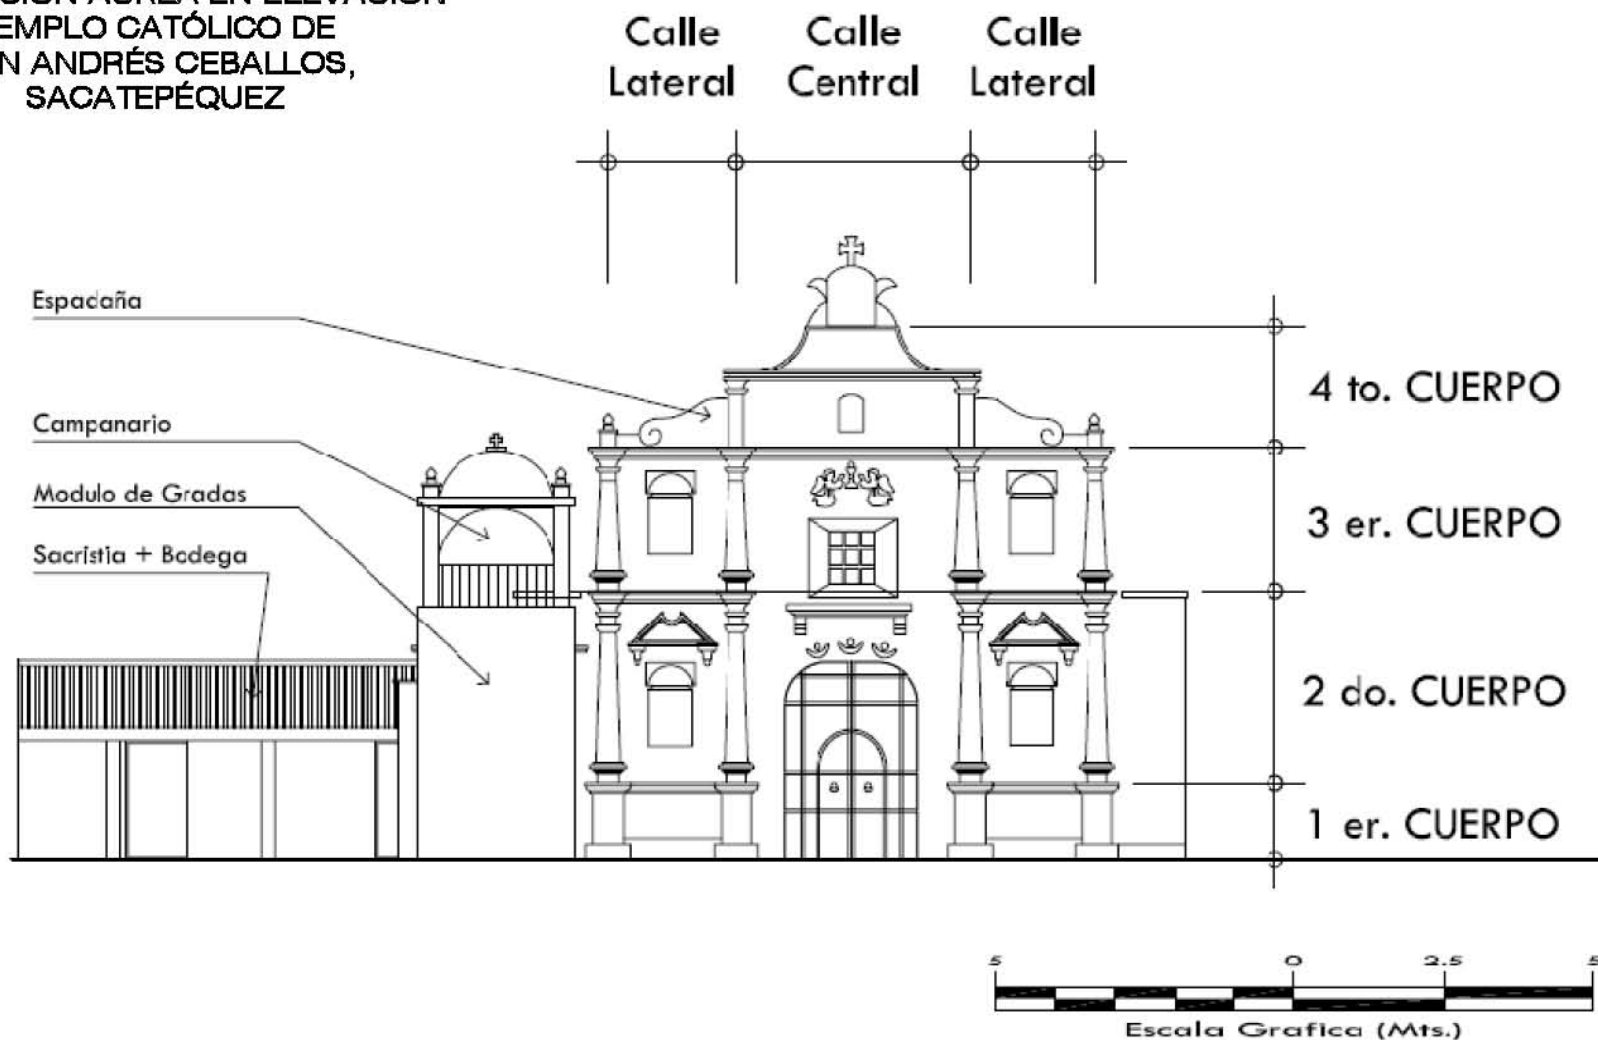 EMPLO CATÓLICO DE
N ANDRÉS CEBALLOS,
SACATEPÉQUEZ
Calle
Lateral
Calle
Central
Calle
Lateral
Espadaña
Campanario
Modulo de Gradas
Sacristia + Bodega
4 to. CUERPO
3 er. CUERPO
2 do. CUERPO
1 er. CUERPO
5 0 2.5 5
Escala Grafica (Mts.)